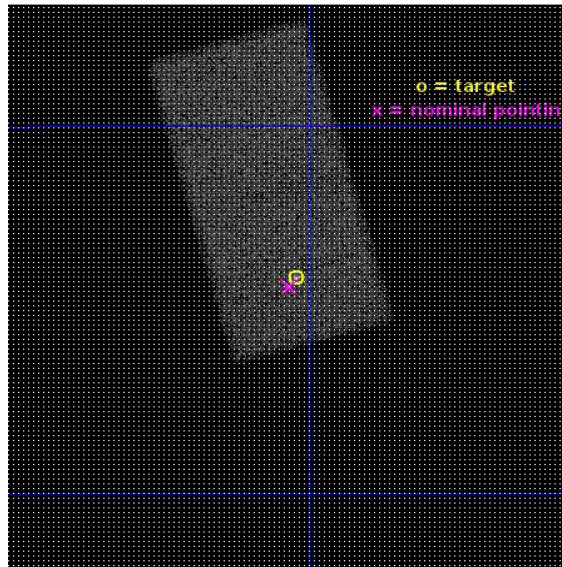 o = target
x = nominal pointin